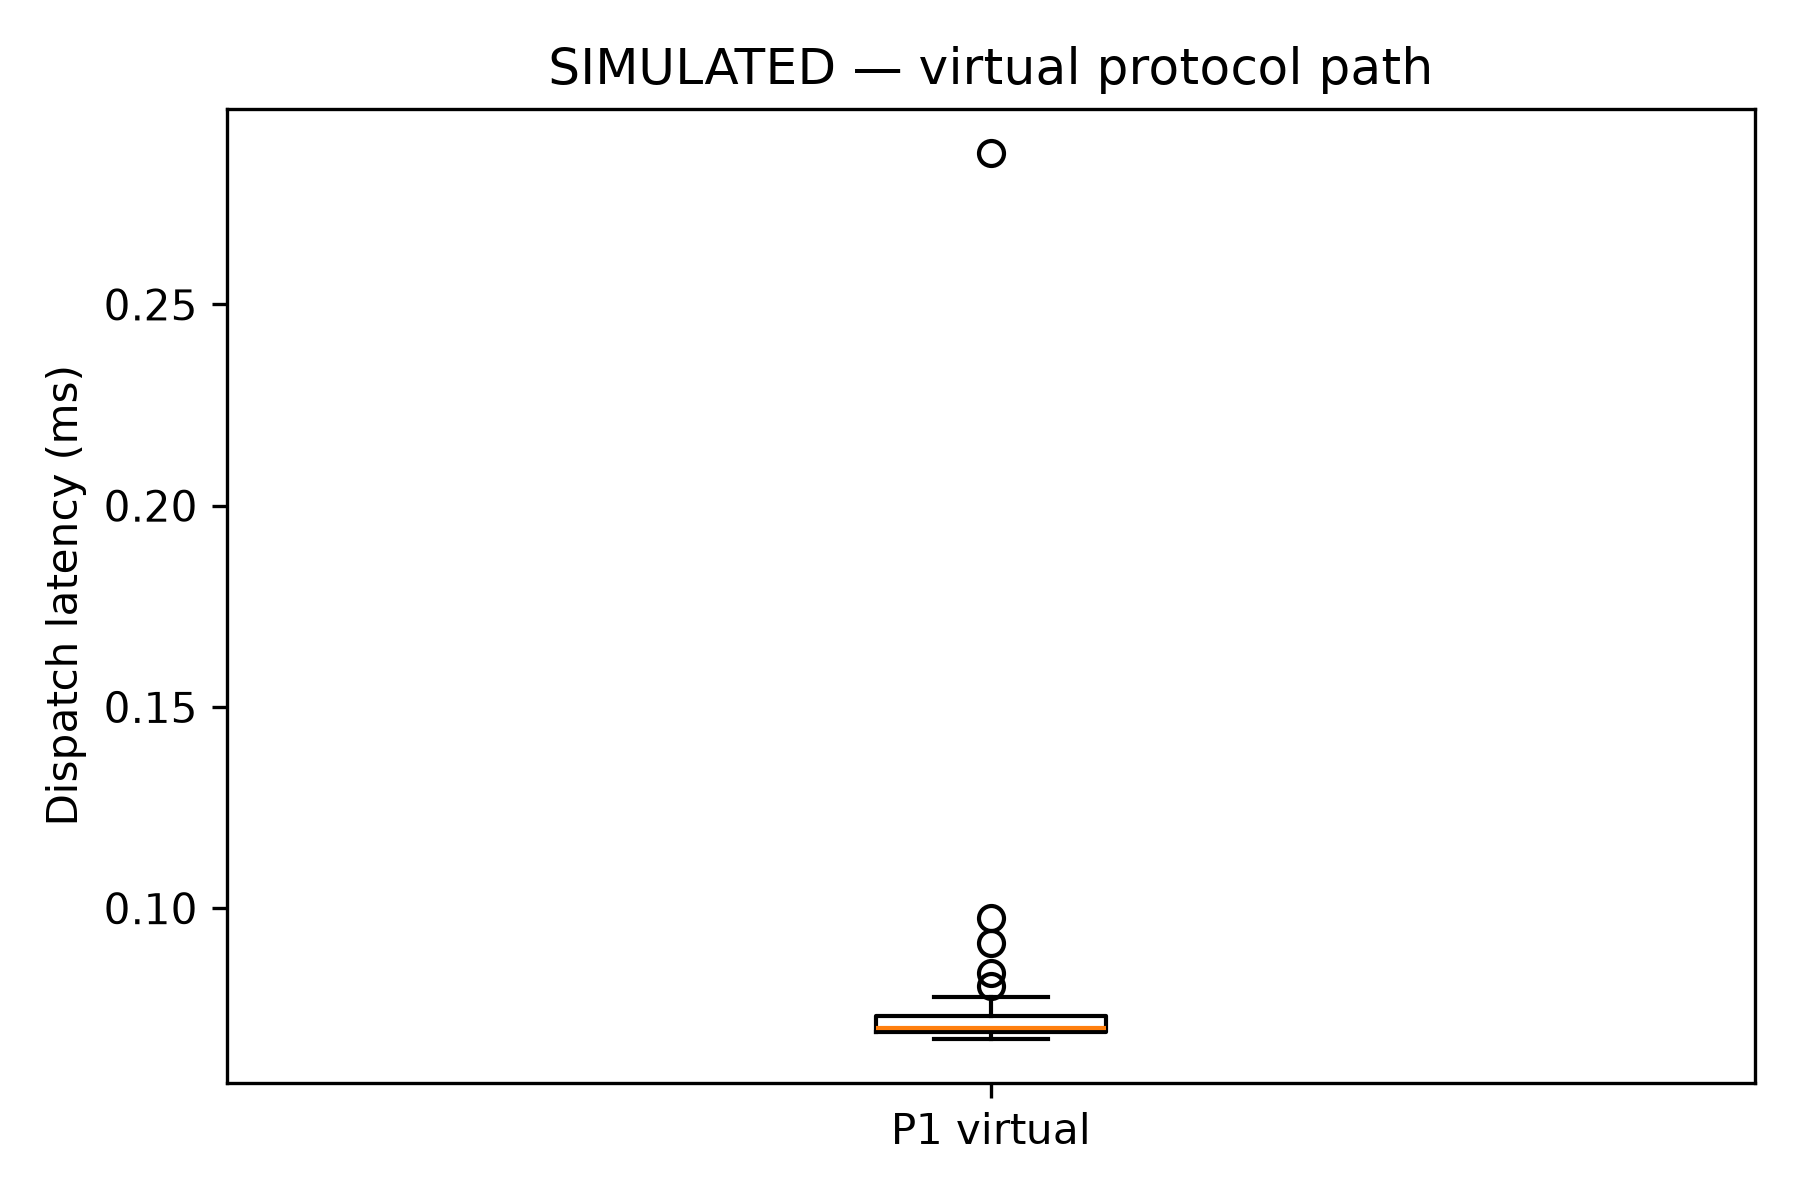 SIMULATED — virtual protocol path
Dispatch latency (ms)
0.25
0.20
0.15
0.10
P1 virtual